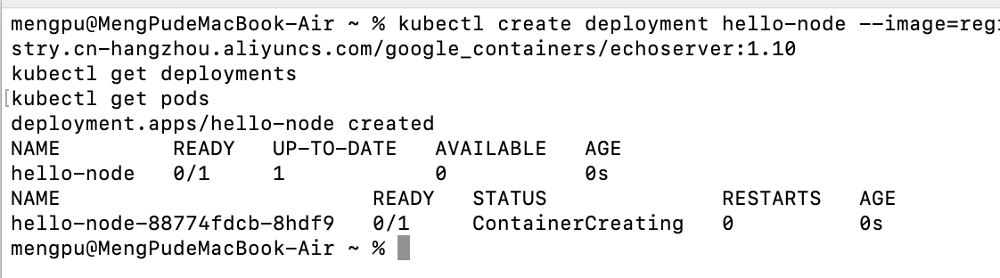 mengpu@MengPudeMacBook-Air ~ % kubectl create deployment hello-node --image=regi
stry.cn-hangzhou.aliyuncs.com/google_containers/echoserver:1.10
kubectl get deployments
[kubectl get pods
deployment.apps/hello-node created
NAME         READY   UP-TO-DATE   AVAILABLE   AGE
hello-node   0/1     1            0           0s
NAME                         READY   STATUS              RESTARTS   AGE
hello-node-88774fdcb-8hdf9   0/1     ContainerCreating   0          0s
mengpu@MengPudeMacBook-Air ~ %